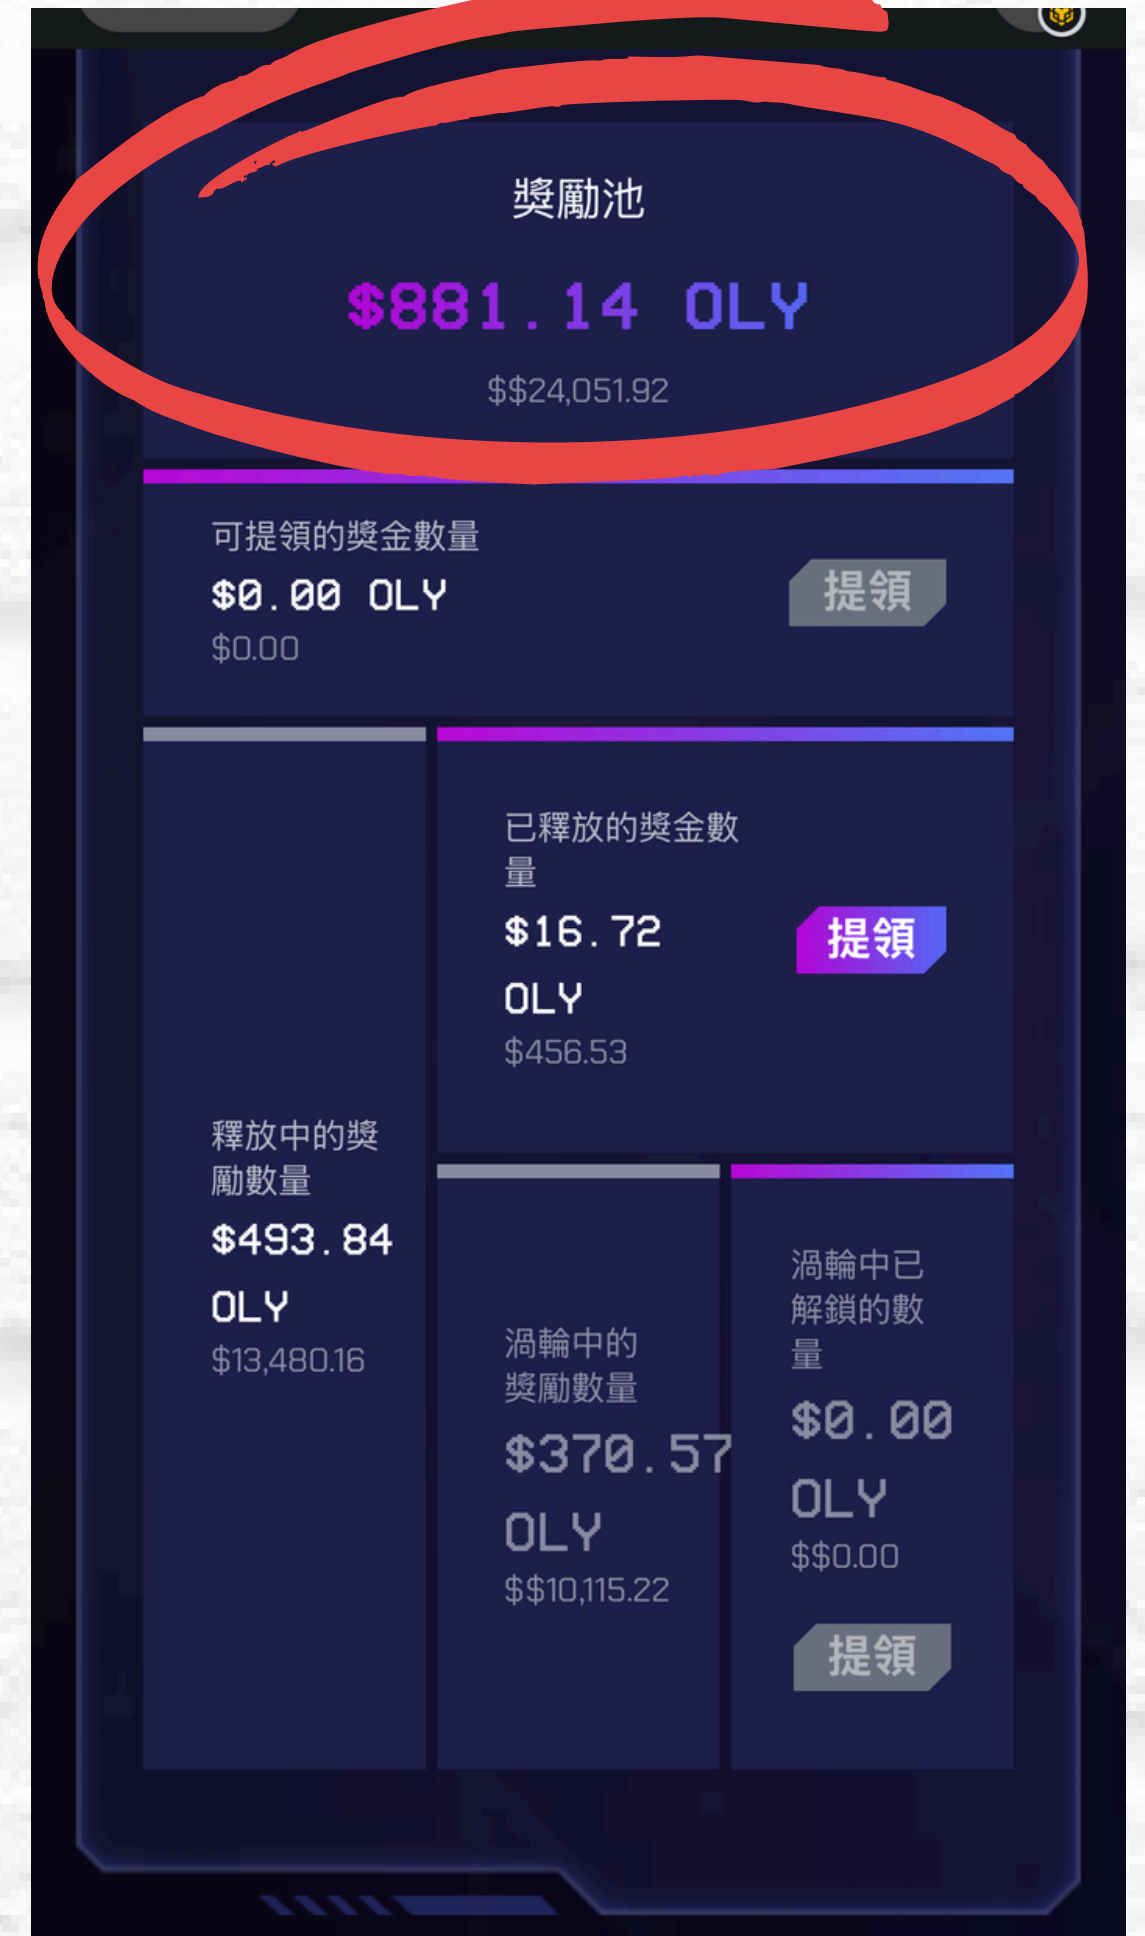 獎勵池
$881.14 OLY
$$24,051.92
可提領的獎金數量
$0.00 OLY
$0.00
提領
已釋放的獎金數
量
$16.72
OLY
$456.53
提領
釋放中的獎
勵數量
$493.84
OLY
$13,480.16
渦輪中的
獎勵數量
$370.57
OLY
$$10,115.22
渦輪中已
解鎖的數
量
$0.00
OLY
$$0.00
提領